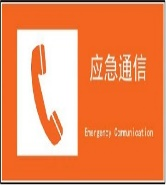 应急通信
Emergency Communication